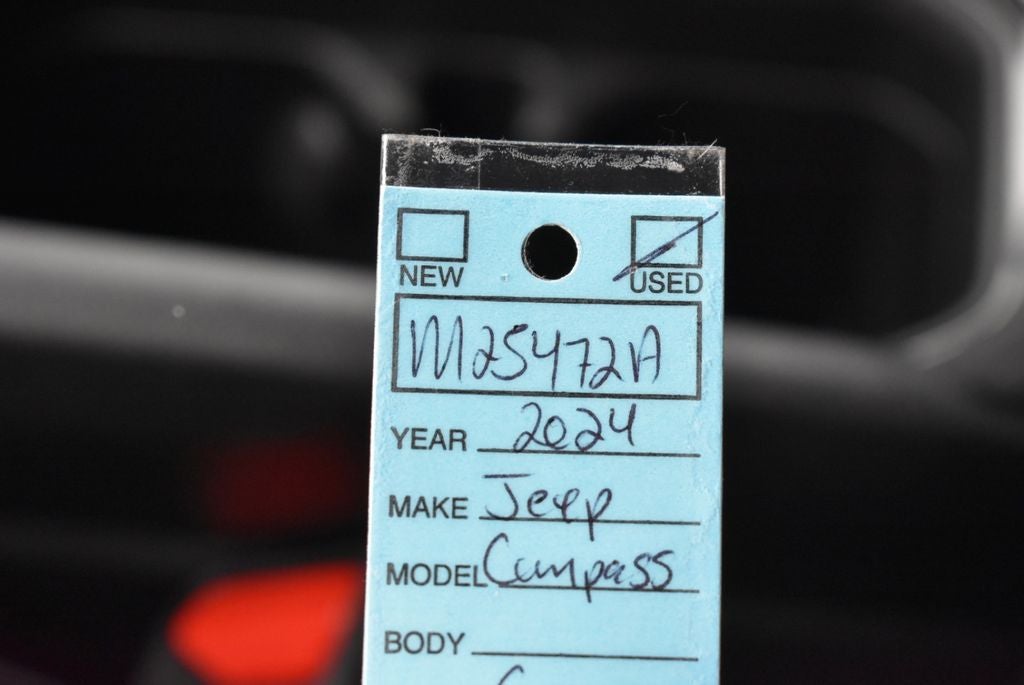 NEW USED
M25472A
YEAR 2024
MAKE Jeep
MODEL Compass
BODY